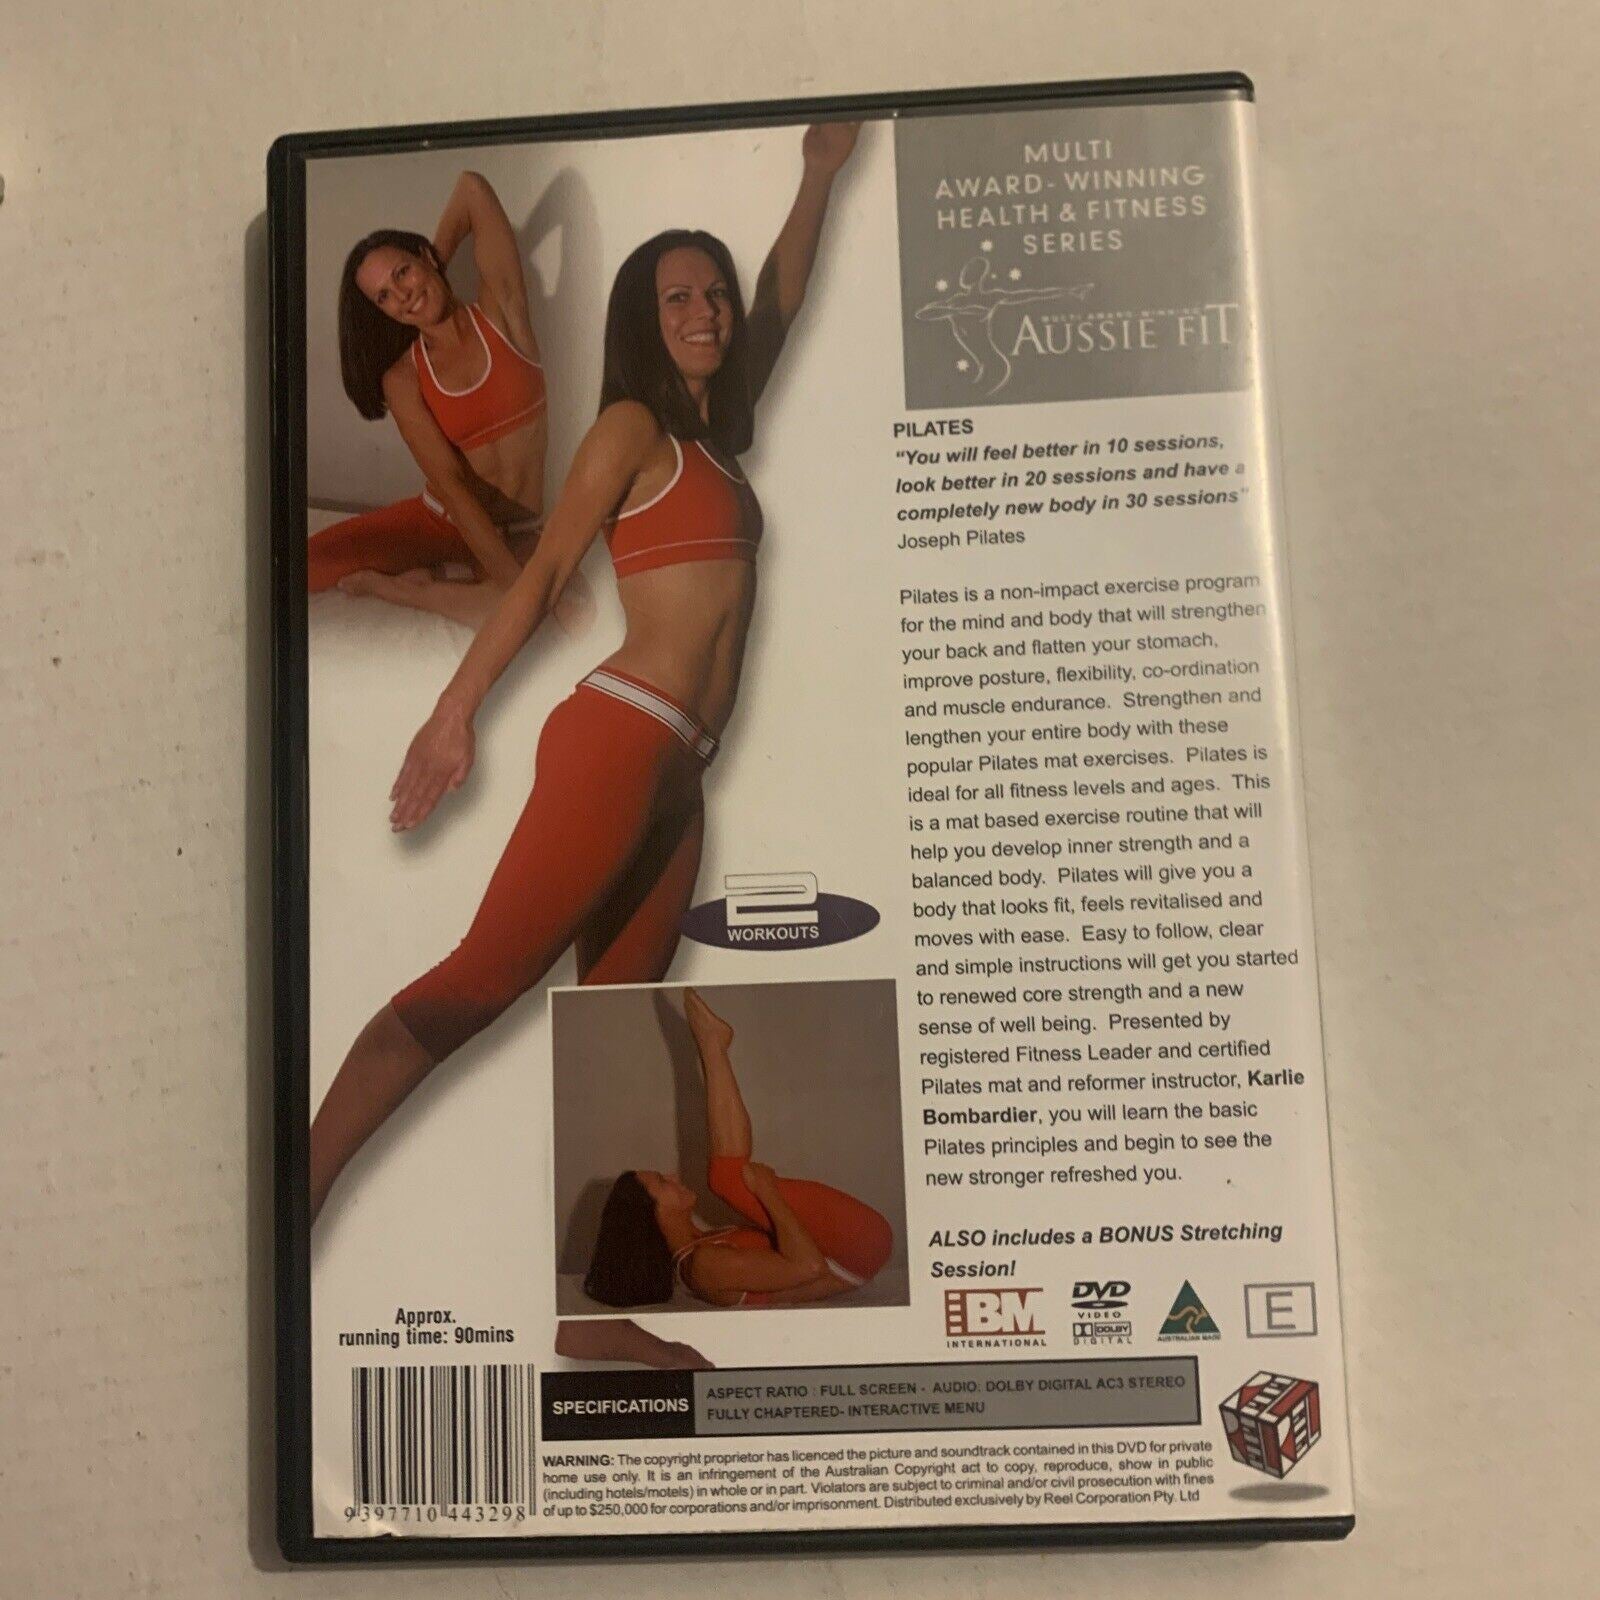 MULTI
AWARD-WINNING
HEALTH & FITNESS
SERIES
MULTI AWARD-WINNING
AUSSIE FIT
PILATES
"You will feel better in 10 sessions,
look better in 20 sessions and have a
completely new body in 30 sessions"
Joseph Pilates
Pilates is a non-impact exercise program
for the mind and body that will strengthen
your back and flatten your stomach,
improve posture, flexibility, co-ordination
and muscle endurance. Strengthen and
lengthen your entire body with these
popular Pilates mat exercises. Pilates is
ideal for all fitness levels and ages. This
is a mat based exercise routine that will
help you develop inner strength and a
balanced body. Pilates will give you a
body that looks fit, feels revitalised and
moves with ease. Easy to follow, clear
and simple instructions will get you started
to renewed core strength and a new
sense of well being. Presented by
registered Fitness Leader and certified
Pilates mat and reformer instructor, Karlie
Bombardier, you will learn the basic
Pilates principles and begin to see the
new stronger refreshed you.
ALSO includes a BONUS Stretching
Session!
2
WORKOUTS
Approx.
running time: 90mins
BM
INTERNATIONAL
DVD
VIDEO
DOLBY
DIGITAL
AUSTRALIAN MADE
E
SPECIFICATIONS
ASPECT RATIO : FULL SCREEN - AUDIO: DOLBY DIGITAL AC3 STEREO
FULLY CHAPTERED- INTERACTIVE MENU
REEL
WARNING: The copyright proprietor has licenced the picture and soundtrack contained in this DVD for private
home use only. It is an infringement of the Australian Copyright act to copy, reproduce, show in public
(including hotels/motels) in whole or in part. Violators are subject to criminal and/or civil prosecution with fines
of up to $250,000 for corporations and/or imprisonment. Distributed exclusively by Reel Corporation Pty. Ltd
9 397710 443298